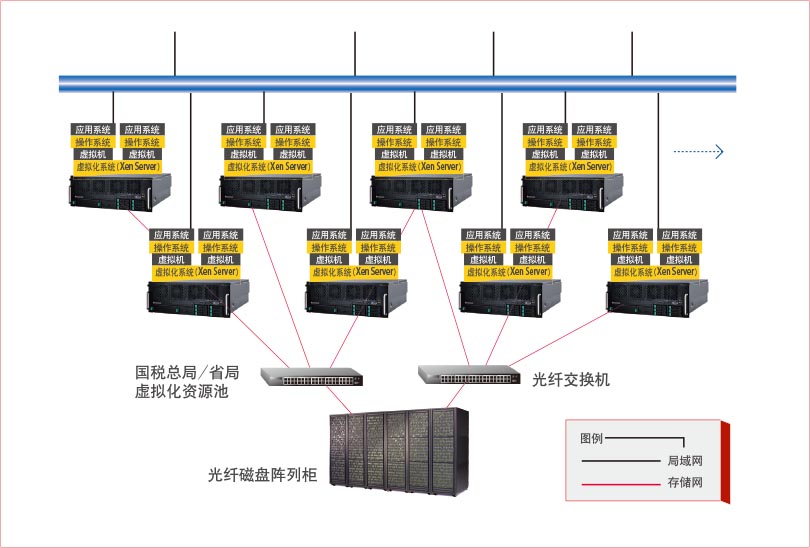 应用系统 应用系统 应用系统 应用系统 应用系统 应用系统 应用系统 应用系统
操作系统 操作系统 操作系统 操作系统 操作系统 操作系统 操作系统 操作系统
虚拟机 虚拟机 虚拟机 虚拟机 虚拟机 虚拟机 虚拟机 虚拟机
虚拟化系统(Xen Server) 虚拟化系统(Xen Server) 虚拟化系统(Xen Server) 虚拟化系统(Xen Server)
应用系统 应用系统 应用系统 应用系统 应用系统 应用系统 应用系统 应用系统
操作系统 操作系统 操作系统 操作系统 操作系统 操作系统 操作系统 操作系统
虚拟机 虚拟机 虚拟机 虚拟机 虚拟机 虚拟机 虚拟机 虚拟机
虚拟化系统(Xen Server) 虚拟化系统(Xen Server) 虚拟化系统(Xen Server) 虚拟化系统(Xen Server)
国税总局/省局
虚拟化资源池
光纤交换机
光纤磁盘阵列柜
图例
局域网
存储网